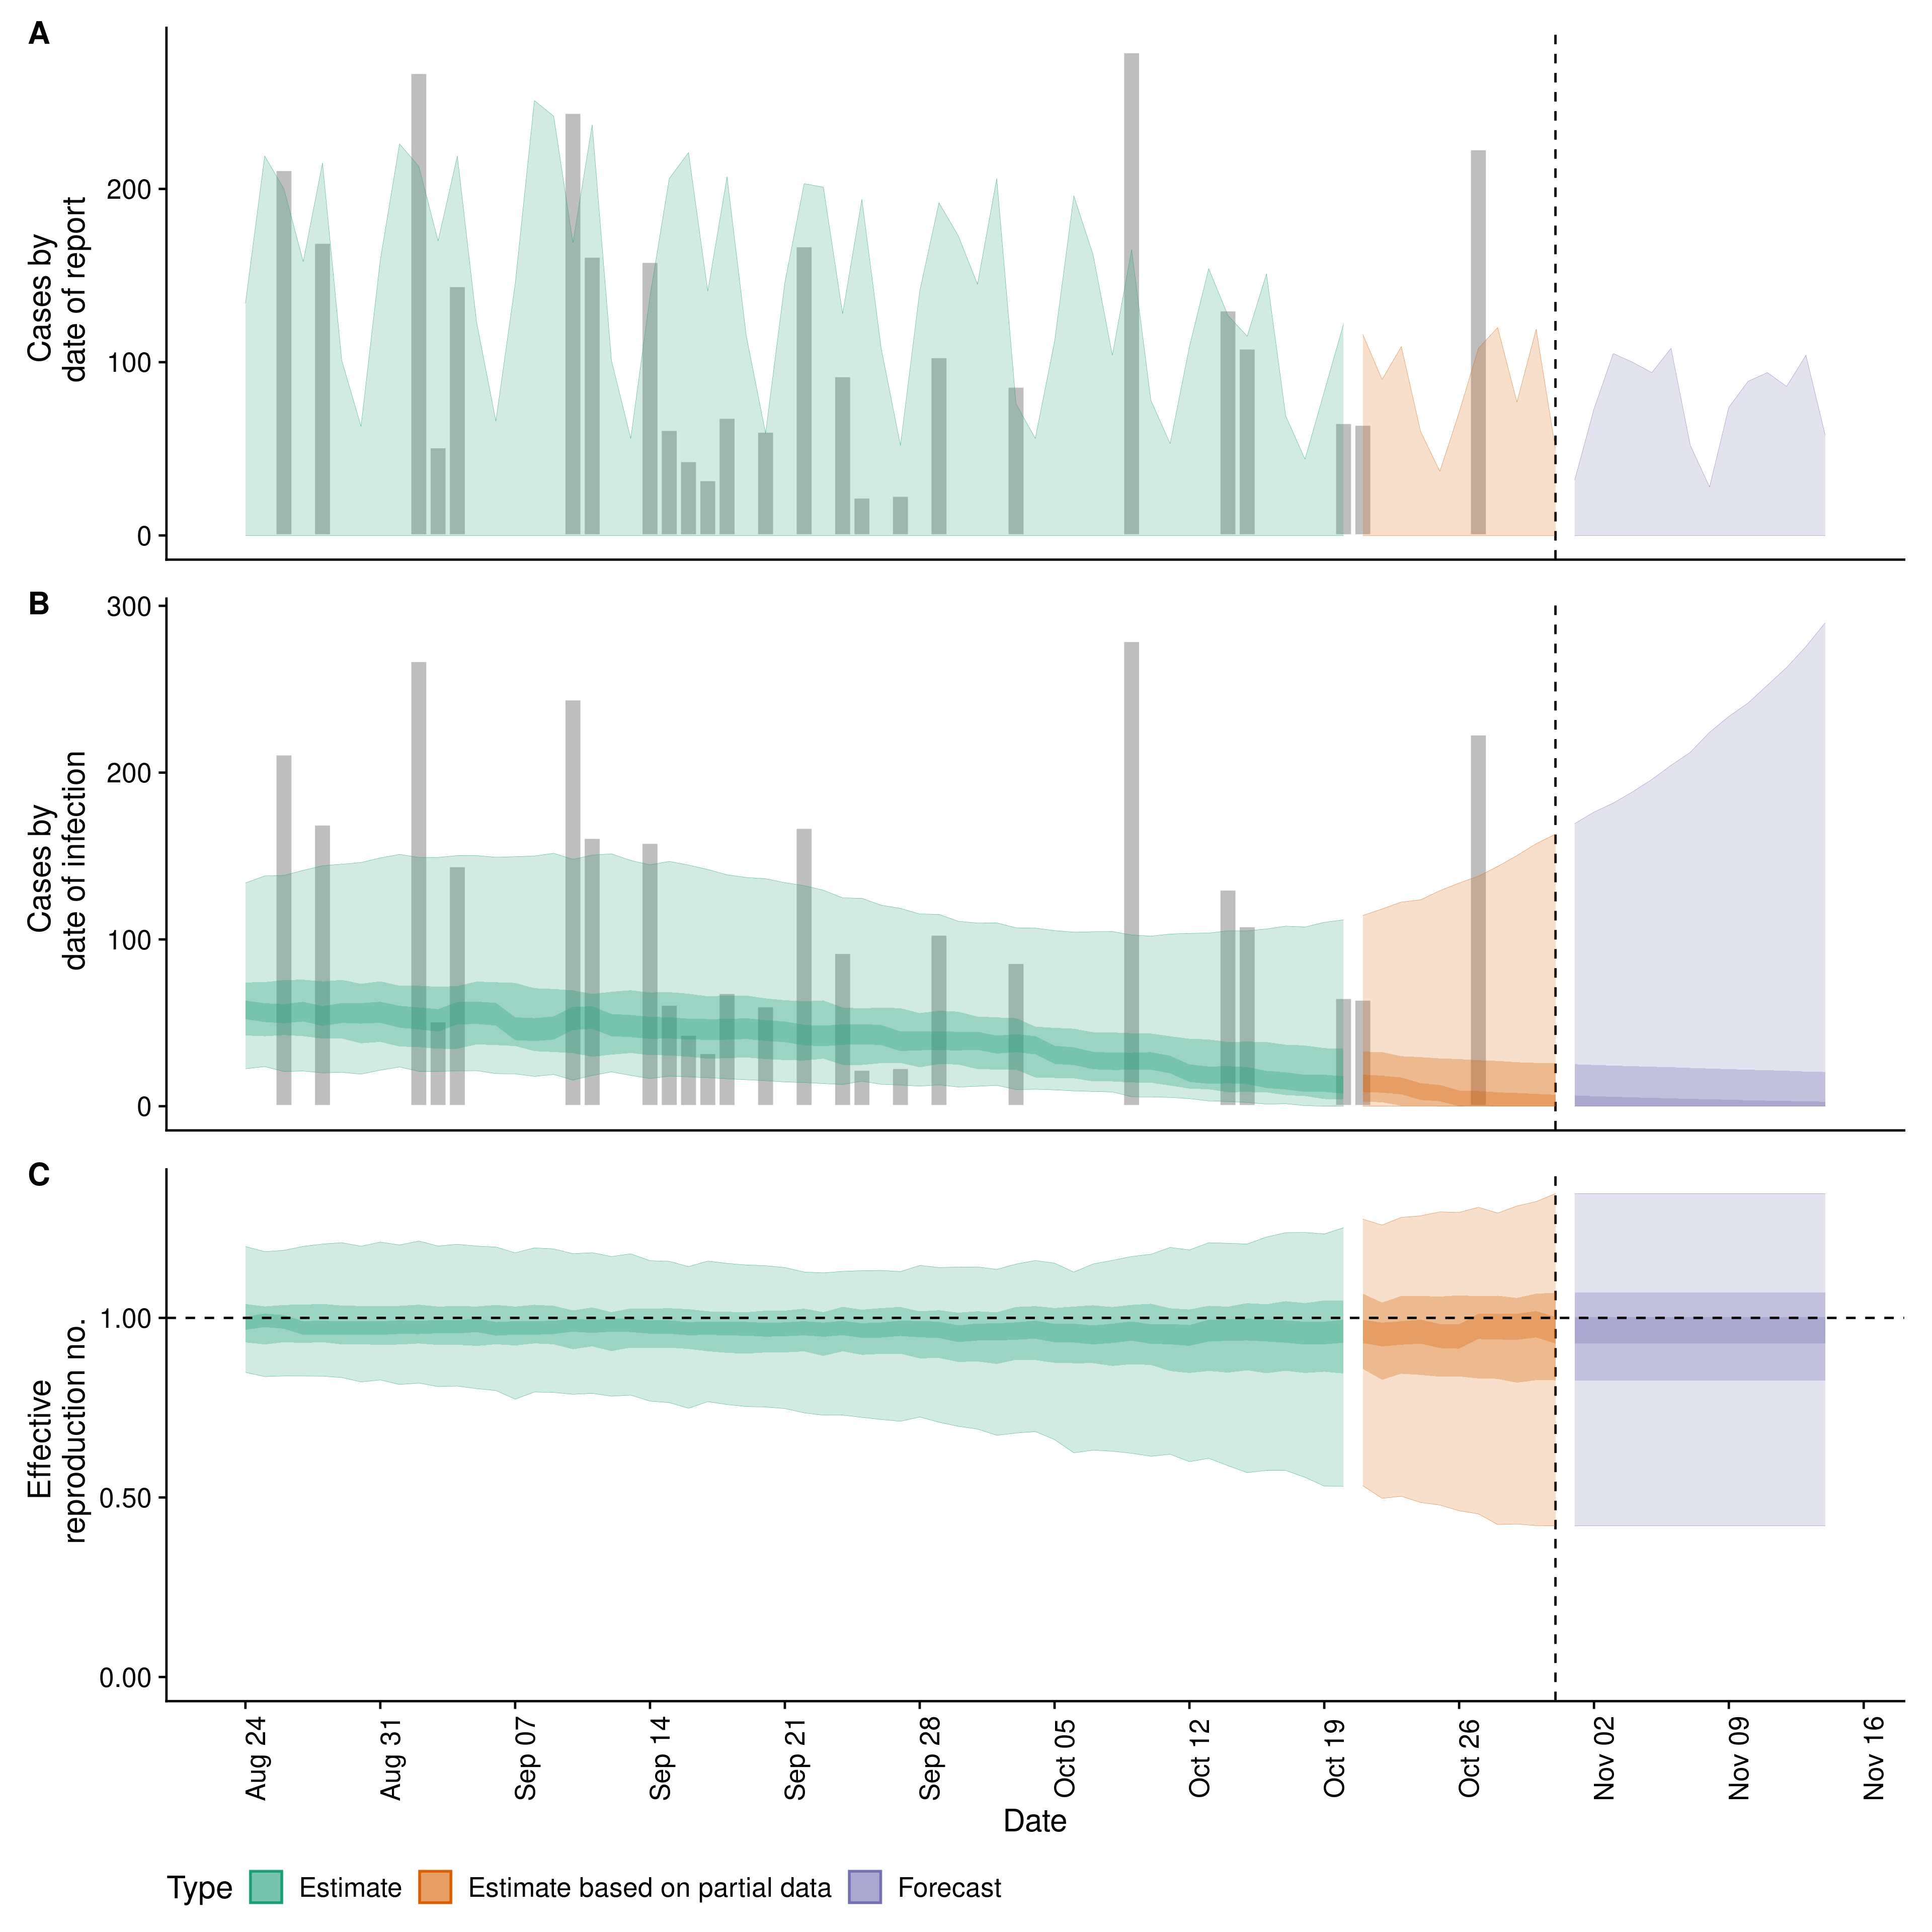 A
Cases by
date of report
200
100
0
B
Cases by
date of infection
300
200
100
0
C
Effective
reproduction no.
1.00
0.50
0.00
Aug 24
Aug 31
Sep 07
Sep 14
Sep 21
Sep 28
Oct 05
Oct 12
Oct 19
Oct 26
Nov 02
Nov 09
Nov 16
Date
Type
Estimate
Estimate based on partial data
Forecast